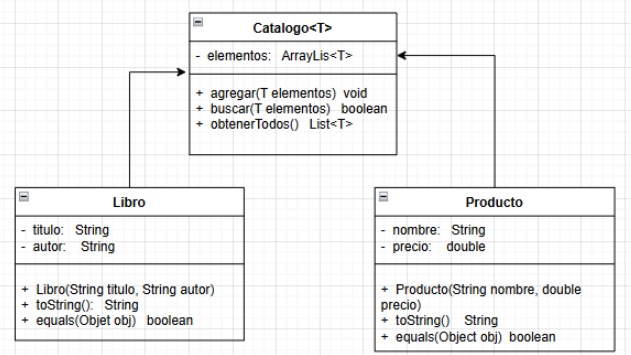 Catalogo<T>
- elementos: ArrayLis<T>
+ agregar(T elementos) void
+ buscar(T elementos) boolean
+ obtenerTodos() List<T>
Libro
- titulo: String
- autor: String
+ Libro(String titulo, String autor)
+ toString(): String
+ equals(Objet obj) boolean
Producto
- nombre: String
- precio: double
+ Producto(String nombre, double
precio)
+ toString() String
+ equals(Object obj) boolean